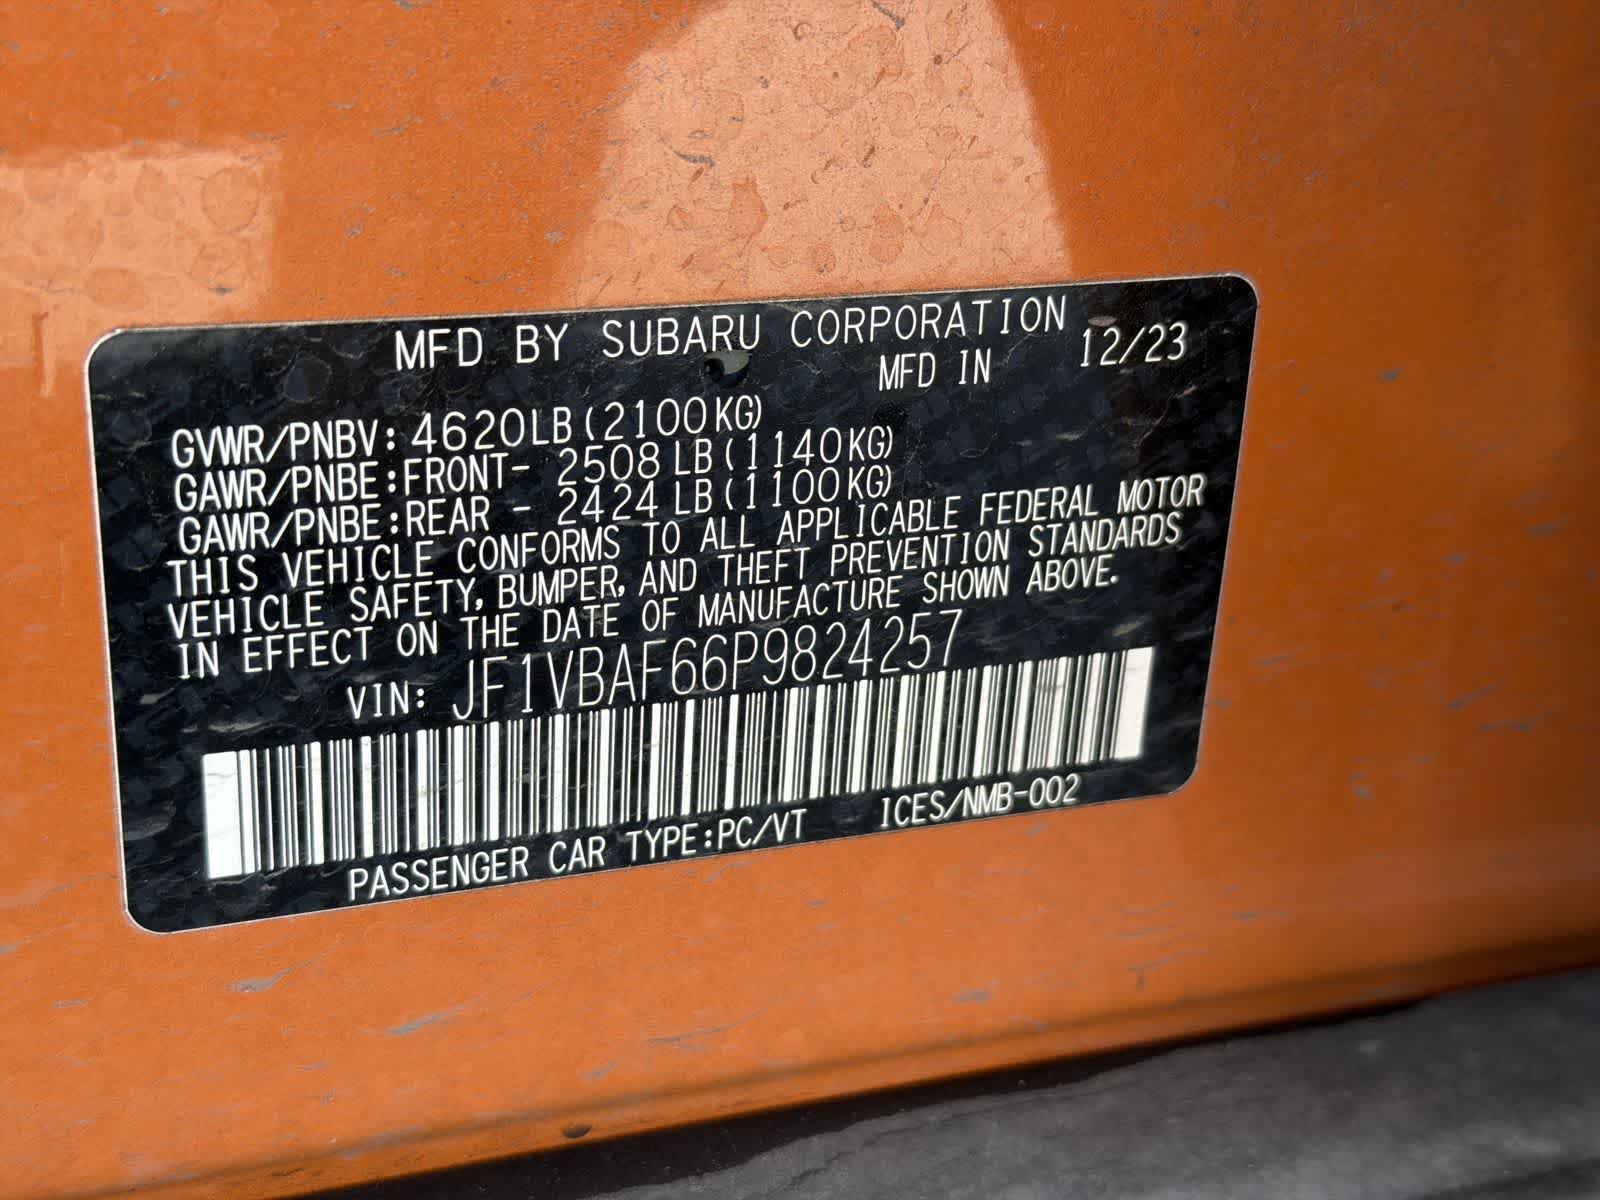 MFD BY SUBARU CORPORATION
MFD IN 12/23
GVWR/PNBV: 4620LB(2100KG)
GAWR/PNBE:FRONT- 2508LB(1140KG)
GAWR/PNBE:REAR - 2424LB(1100KG)
THIS VEHICLE CONFORMS TO ALL APPLICABLE FEDERAL MOTOR
VEHICLE SAFETY, BUMPER, AND THEFT PREVENTION STANDARDS
IN EFFECT ON THE DATE OF MANUFACTURE SHOWN ABOVE.
VIN: JF1VBAF66P9824257
PASSENGER CAR TYPE:PC/VT ICES/NMB-002